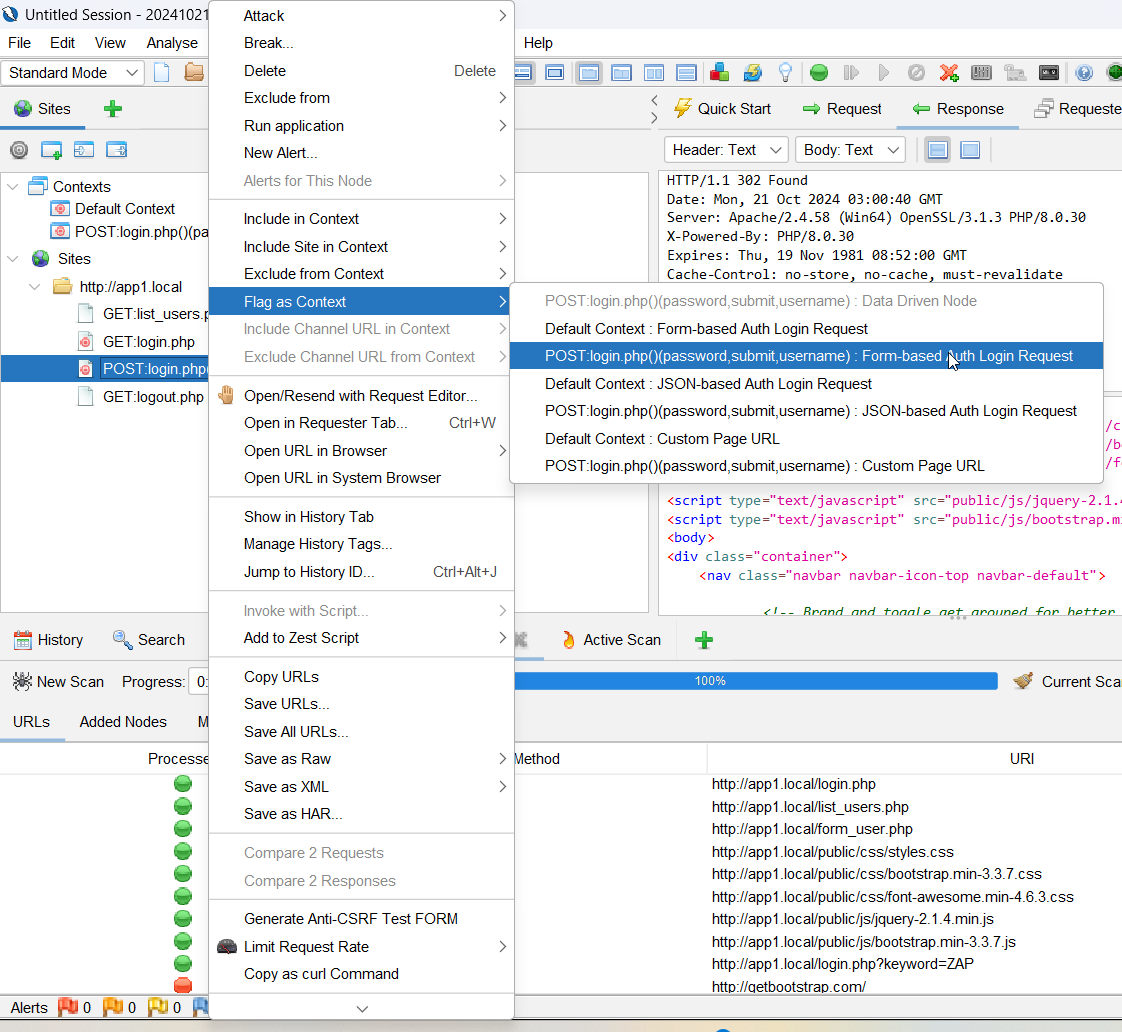 Untitled Session - 20241021
File Edit View Analyse Help
Standard Mode
Sites
Quick Start Request Response Requeste
Header: Text Body: Text
Contexts
Default Context
POST:login.php()(pa
Sites
http://app1.local
GET:list_users.p
GET:login.php
POST:login.php(
GET:logout.php
Attack
Break...
Delete Delete
Exclude from
Run application
New Alert...
Alerts for This Node
Include in Context
Include Site in Context
Exclude from Context
Flag as Context
Include Channel URL in Context
Exclude Channel URL from Context
Open/Resend with Request Editor...
Open in Requester Tab... Ctrl+W
Open URL in Browser
Open URL in System Browser
Show in History Tab
Manage History Tags...
Jump to History ID... Ctrl+Alt+J
Invoke with Script...
Add to Zest Script
Copy URLs
Save URLs...
Save All URLs...
Save as Raw
Save as XML
Save as HAR...
Compare 2 Requests
Compare 2 Responses
Generate Anti-CSRF Test FORM
Limit Request Rate
Copy as curl Command
HTTP/1.1 302 Found
Date: Mon, 21 Oct 2024 03:00:40 GMT
Server: Apache/2.4.58 (Win64) OpenSSL/3.1.3 PHP/8.0.30
X-Powered-By: PHP/8.0.30
Expires: Thu, 19 Nov 1981 08:52:00 GMT
Cache-Control: no-store, no-cache, must-revalidate
POST:login.php()(password,submit,username) : Data Driven Node
Default Context : Form-based Auth Login Request
POST:login.php()(password,submit,username) : Form-based Auth Login Request
Default Context : JSON-based Auth Login Request
POST:login.php()(password,submit,username) : JSON-based Auth Login Request
Default Context : Custom Page URL
POST:login.php()(password,submit,username) : Custom Page URL
/c
/b
/f
<script type="text/javascript" src="public/js/jquery-2.1.4
<script type="text/javascript" src="public/js/bootstrap.mi
<body>
<div class="container">
<nav class="navbar navbar-icon-top navbar-default">
<!-- Brand and toggle get grouped for better
History Search Active Scan
New Scan Progress: 0: 100% Current Sca
URLs Added Nodes M
Processe Method URI
http://app1.local/login.php
http://app1.local/list_users.php
http://app1.local/form_user.php
http://app1.local/public/css/styles.css
http://app1.local/public/css/bootstrap.min-3.3.7.css
http://app1.local/public/css/font-awesome.min-4.6.3.css
http://app1.local/public/js/jquery-2.1.4.min.js
http://app1.local/public/js/bootstrap.min-3.3.7.js
http://app1.local/login.php?keyword=ZAP
http://getbootstrap.com/
Alerts 0 0 0